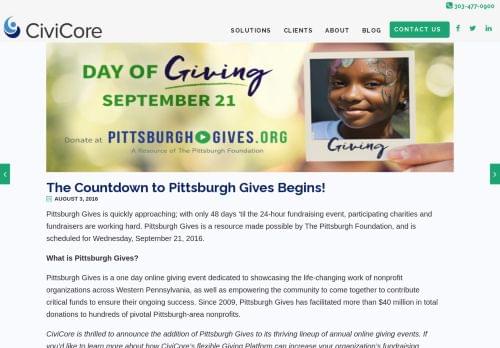 303-477-0900
CiviCore
SOLUTIONS CLIENTS ABOUT BLOG CONTACT US
DAY OF Giving
SEPTEMBER 21
Donate at PITTSBURGH GIVES.ORG
A Resource of The Pittsburgh Foundation
Giving
The Countdown to Pittsburgh Gives Begins!
AUGUST 3, 2016
Pittsburgh Gives is quickly approaching; with only 48 days 'til the 24-hour fundraising event, participating charities and
fundraisers are working hard. Pittsburgh Gives is a resource made possible by The Pittsburgh Foundation, and is
scheduled for Wednesday, September 21, 2016.
What is Pittsburgh Gives?
Pittsburgh Gives is a one day online giving event dedicated to showcasing the life-changing work of nonprofit
organizations across Western Pennsylvania, as well as empowering the community to come together to contribute
critical funds to ensure their ongoing success. Since 2009, Pittsburgh Gives has facilitated more than $40 million in total
donations to hundreds of pivotal Pittsburgh-area nonprofits.
CiviCore is thrilled to announce the addition of Pittsburgh Gives to its thriving lineup of annual online giving events. If
you'd like to learn more about how CiviCore's flexible Giving Platform can increase your organization's fundraising